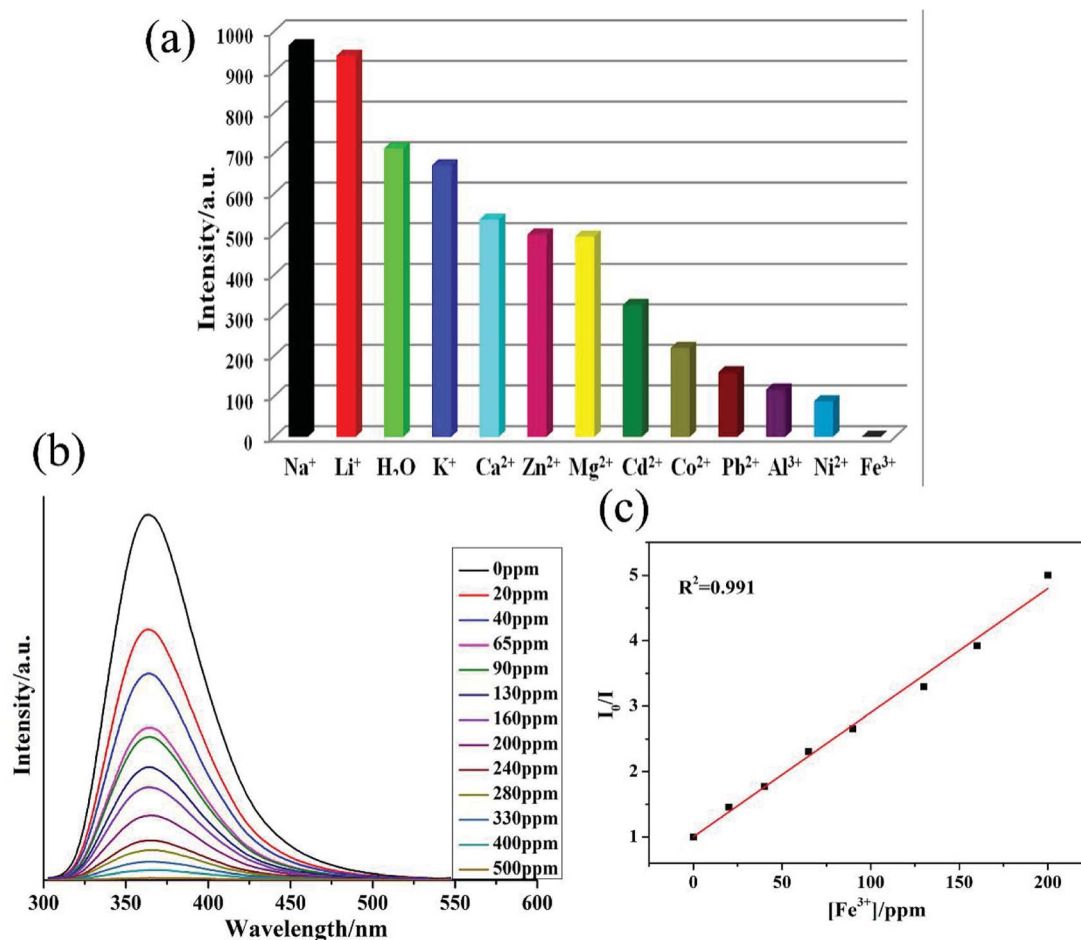 (a)
Intensity/a.u.
1000
900
800
700
600
500
400
300
200
100
0
Na⁺ Li⁺ H₂O K⁺ Ca²⁺ Zn²⁺ Mg²⁺ Cd²⁺ Co²⁺ Pb²⁺ Al³⁺ Ni²⁺ Fe³⁺
(b)
Intensity/a.u.
0ppm
20ppm
40ppm
65ppm
90ppm
130ppm
160ppm
200ppm
240ppm
280ppm
330ppm
400ppm
500ppm
300 350 400 450 500 550 600
Wavelength/nm
(c)
R²=0.991
I₀/I
5
4
3
2
1
0 50 100 150 200
[Fe³⁺]/ppm